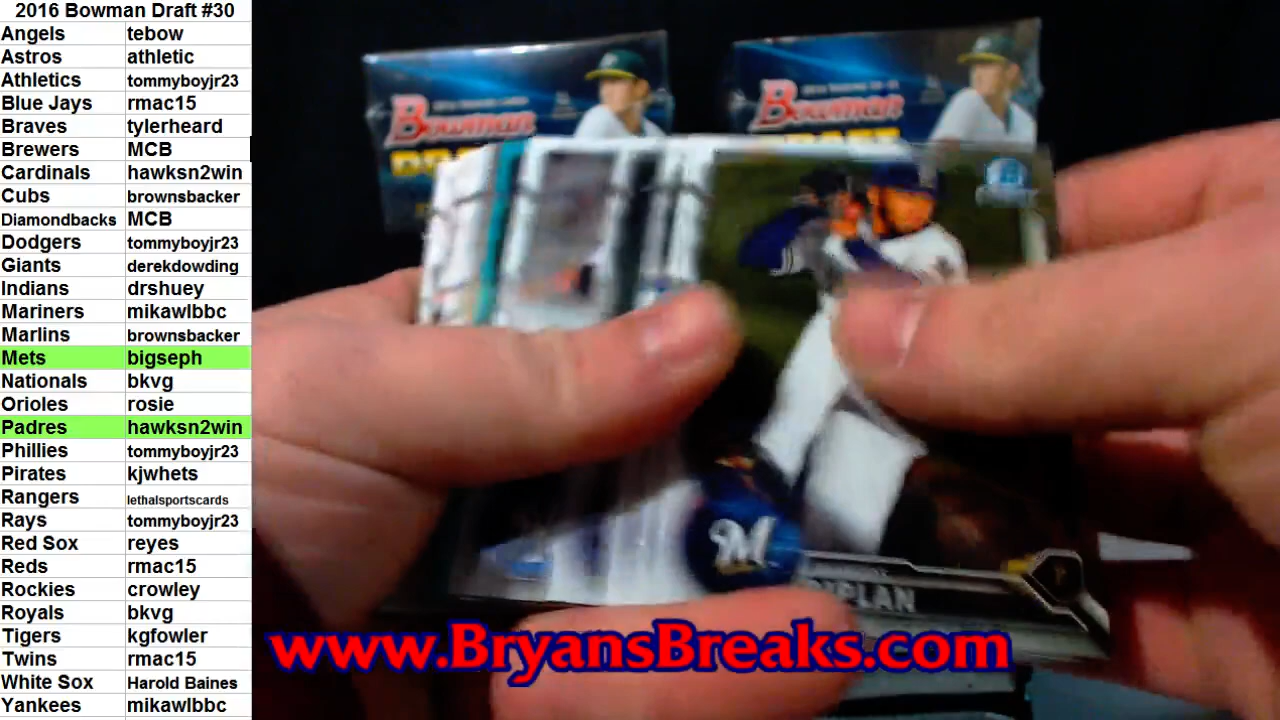 2016 Bowman Draft #30
Angels tebow
Astros athletic
Athletics tommyboyjr23
Blue Jays rmac15
Braves tylerheard
Brewers MCB
Cardinals hawksn2win
Cubs brownsbacker
Diamondbacks MCB
Dodgers tommyboyjr23
Giants derekdowding
Indians drshuey
Mariners mikawlbbc
Marlins brownsbacker
Mets bigseph
Nationals bkvg
Orioles rosie
Padres hawksn2win
Phillies tommyboyjr23
Pirates kjwhets
Rangers lethalsportscards
Rays tommyboyjr23
Red Sox reyes
Reds rmac15
Rockies crowley
Royals bkvg
Tigers kgfowler
Twins rmac15
White Sox Harold Baines
Yankees mikawlbbc
Bowman
Bowman
DRAFT
M
www.BryansBreaks.com